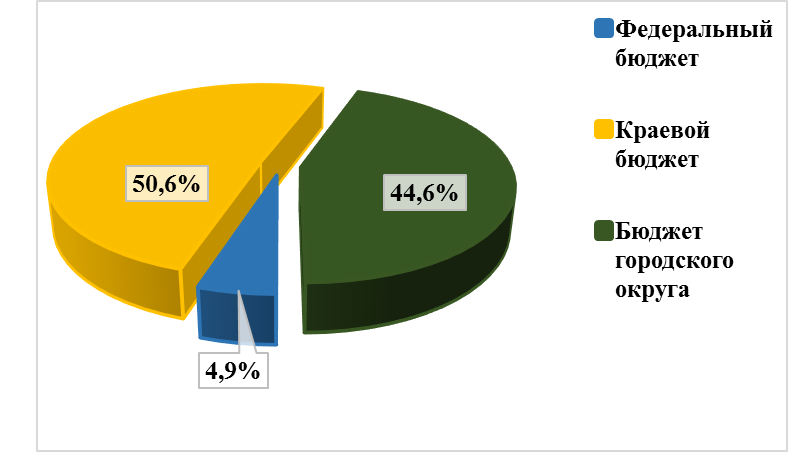 Федеральный
бюджет
Краевой
бюджет
Бюджет
городского
округа
50,6%
44,6%
4,9%